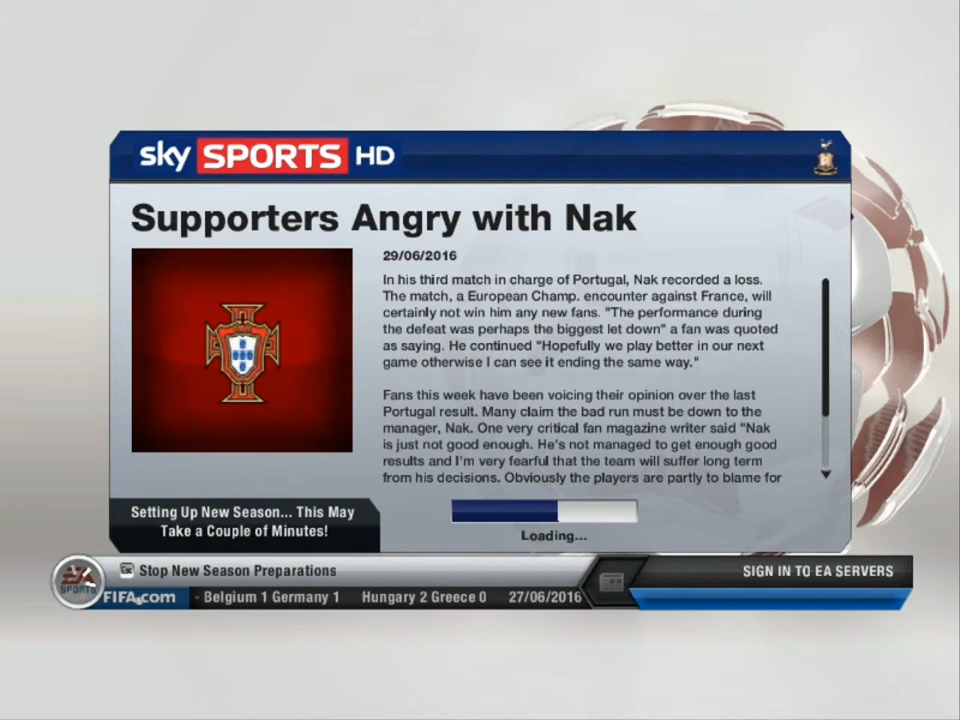 sky SPORTS HD
Supporters Angry with Nak
29/06/2016
In his third match in charge of Portugal, Nak recorded a loss.
The match, a European Champ. encounter against France, will
certainly not win him any new fans. "The performance during
the defeat was perhaps the biggest let down" a fan was quoted
as saying. He continued "Hopefully we play better in our next
game otherwise I can see it ending the same way."
Fans this week have been voicing their opinion over the last
Portugal result. Many claim the bad run must be down to the
manager, Nak. One very critical fan magazine writer said "Nak
is just not good enough. He's not managed to get enough good
results and I'm very fearful that the team will suffer long term
from his decisions. Obviously the players are partly to blame for
Setting Up New Season... This May
Take a Couple of Minutes!
Loading...
Esc Stop New Season Preparations
SIGN IN TO EA SERVERS
EA SPORTS
FIFA.com - Belgium 1 Germany 1 Hungary 2 Greece 0 27/06/2016